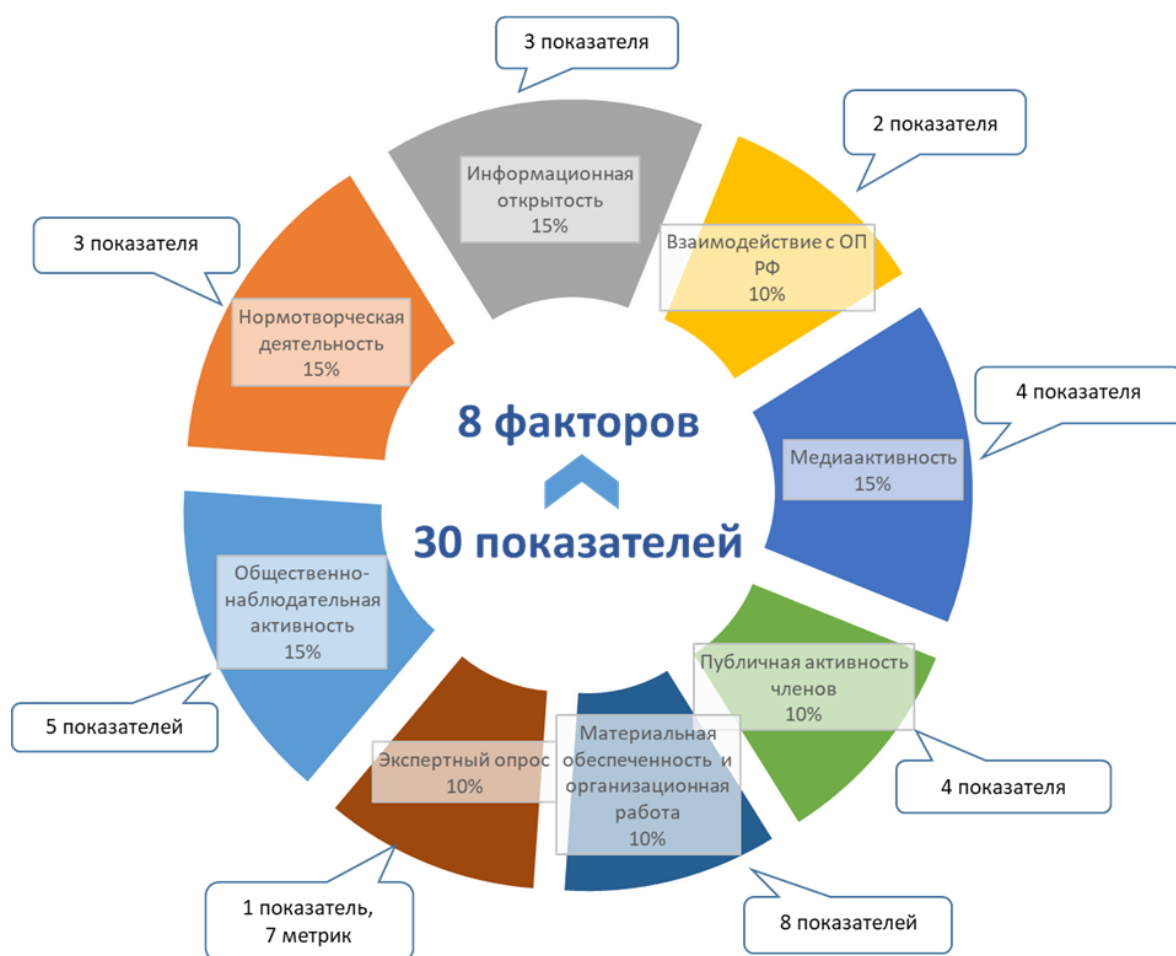 3 показателя
Информационная
открытость
15%
2 показателя
Взаимодействие с ОП
РФ
10%
4 показателя
Медиаактивность
15%
Публичная активность
членов
10%
4 показателя
Материальная
обеспеченность и
организационная
работа
10%
8 показателей
Экспертный опрос
10%
1 показатель,
7 метрик
Общественно-
наблюдательная
активность
15%
5 показателей
Нормотворческая
деятельность
15%
3 показателя
8 факторов
30 показателей